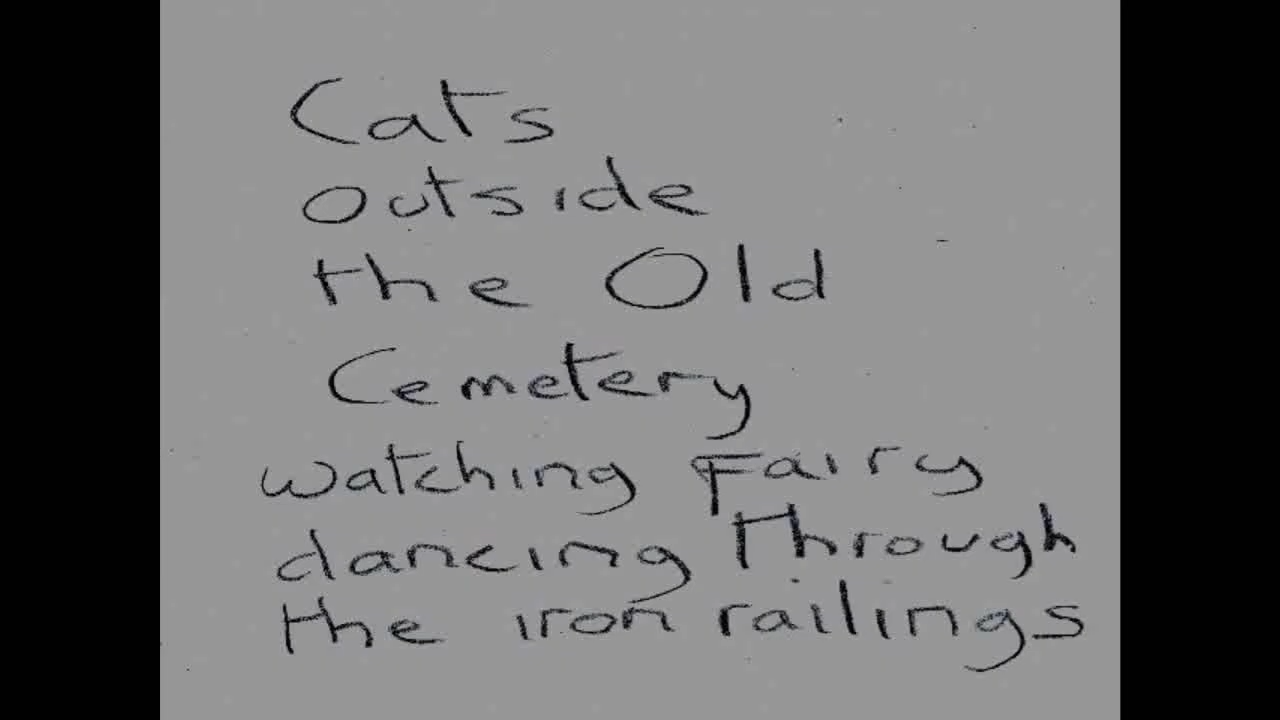 Cats
outside
the Old
Cemetery
watching Fairy
dancing Through
the iron railings